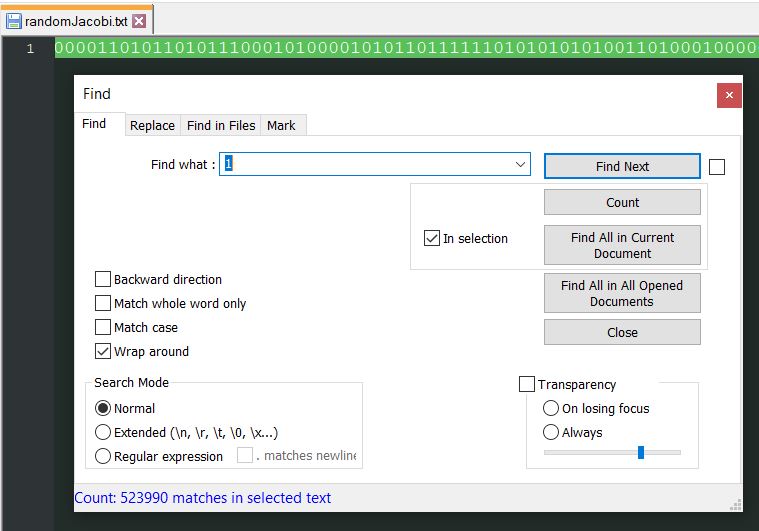 randomJacobi.txt
1 0000110101101011100010100001010110111111010101010100110100010000
Find
Find Replace Find in Files Mark
Find what : 1 Find Next
Count
In selection Find All in Current
Document
Backward direction Find All in All Opened
Match whole word only Documents
Match case Close
Wrap around
Search Mode Transparency
Normal On losing focus
Extended (\n, \r, \t, \0, \x...) Always
Regular expression . matches newline
Count: 523990 matches in selected text